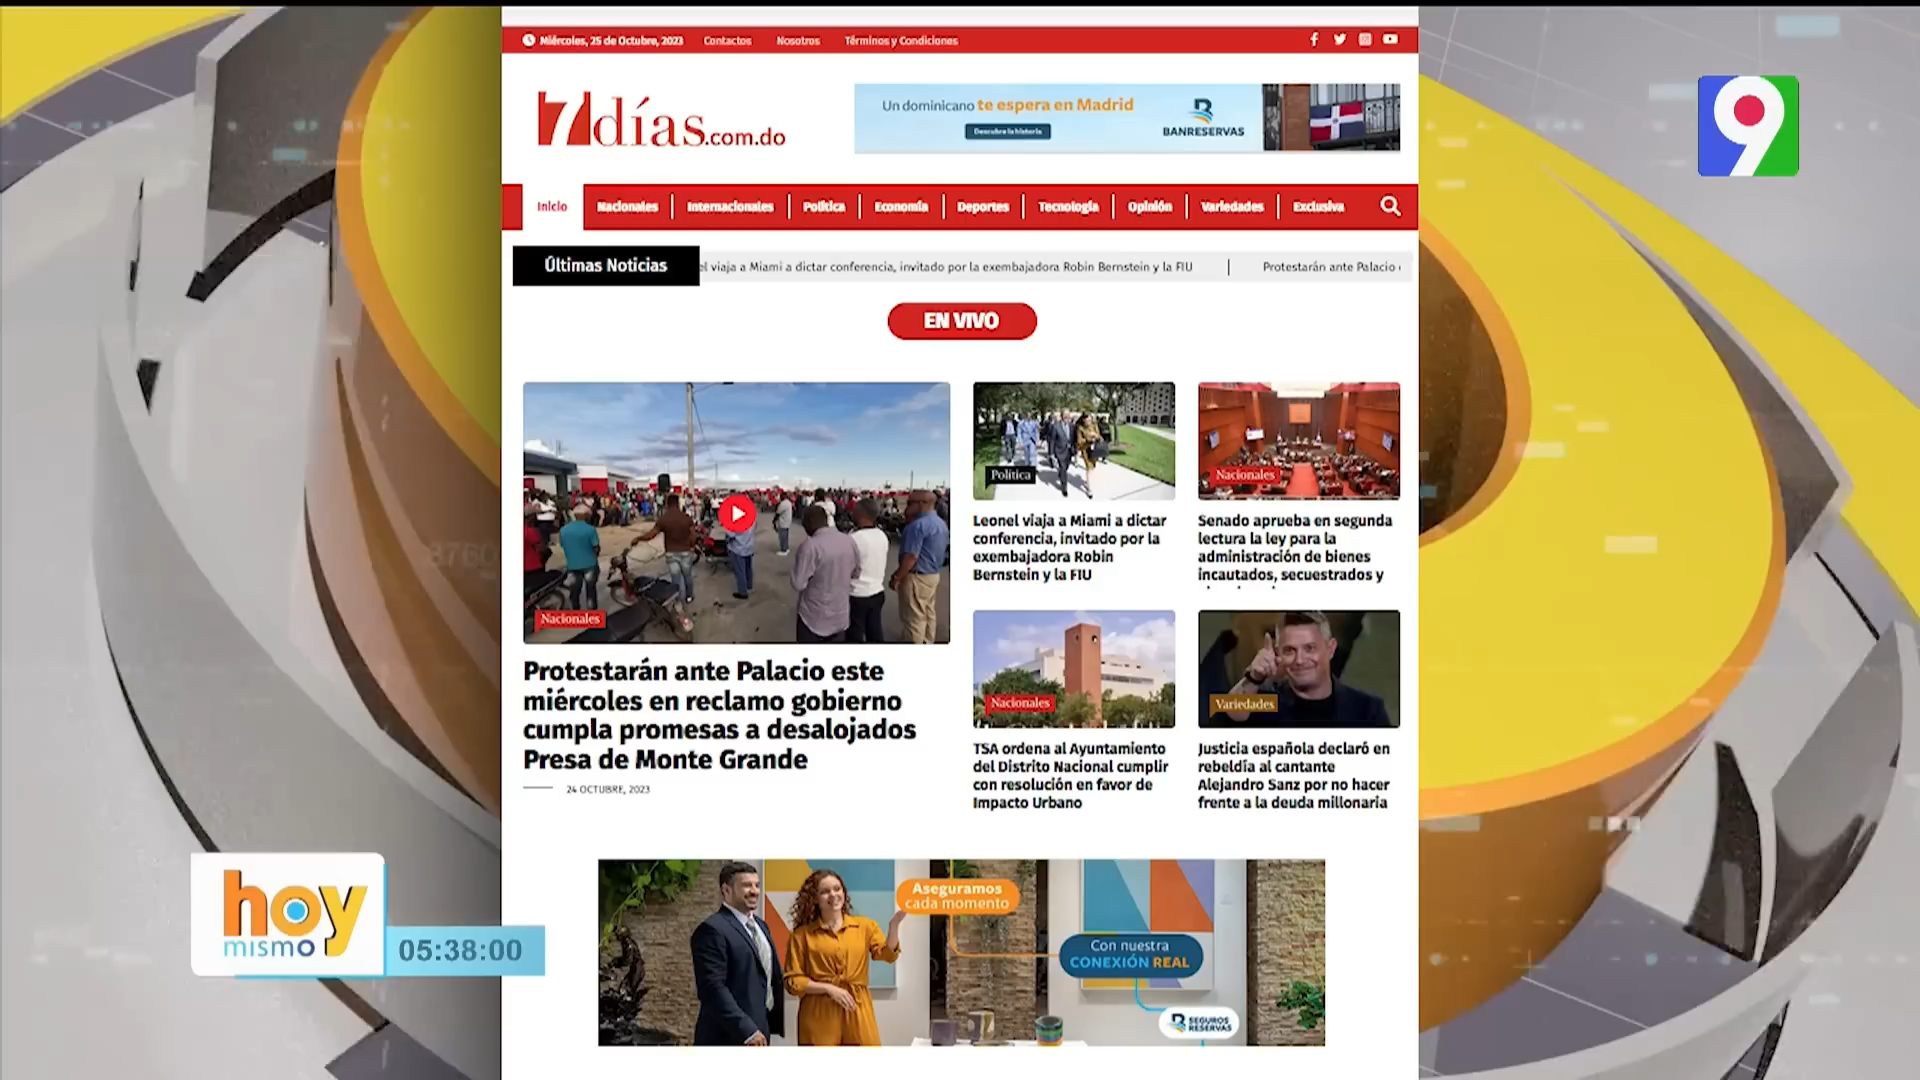 Miércoles, 25 de Octubre, 2023 Contactos Nosotros Términos y Condiciones
7días.com.do
Un dominicano te espera en Madrid
Descubre la historia
BANRESERVAS
9
Inicio Nacionales Internacionales Política Economía Deportes Tecnología Opinión Variedades Exclusiva
Últimas Noticias el viaja a Miami a dictar conferencia, invitado por la exembajadora Robin Bernstein y la FIU Protestarán ante Palacio
EN VIVO
Nacionales
Protestarán ante Palacio este
miércoles en reclamo gobierno
cumpla promesas a desalojados
Presa de Monte Grande
24 OCTUBRE, 2023
Política
Leonel viaja a Miami a dictar
conferencia, invitado por la
exembajadora Robin
Bernstein y la FIU
Nacionales
Senado aprueba en segunda
lectura la ley para la
administración de bienes
incautados, secuestrados y
Nacionales
TSA ordena al Ayuntamiento
del Distrito Nacional cumplir
con resolución en favor de
Impacto Urbano
Variedades
Justicia española declaró en
rebeldía al cantante
Alejandro Sanz por no hacer
frente a la deuda millonaria
Aseguramos
cada momento
Con nuestra
CONEXIÓN REAL
SEGUROS
RESERVAS
hoy
mismo
05:38:00